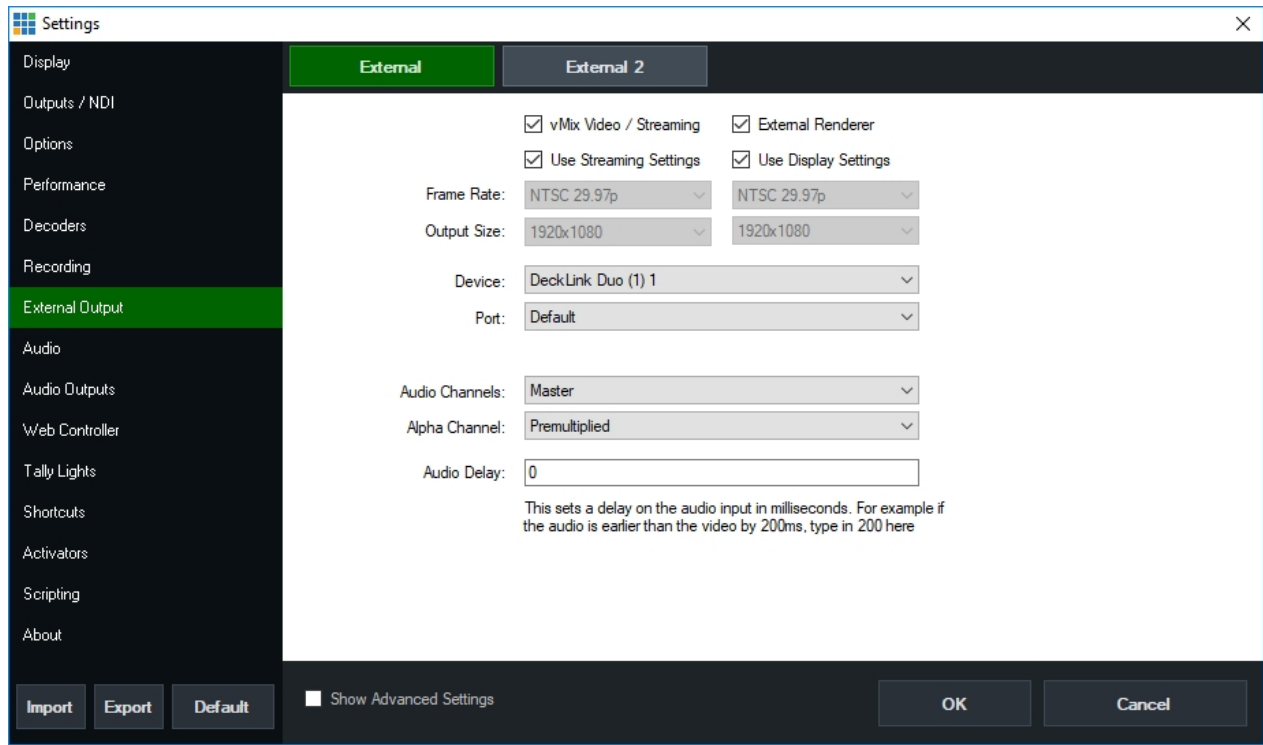 Settings
Display
Outputs / NDI
Options
Performance
Decoders
Recording
External Output
Audio
Audio Outputs
Web Controller
Tally Lights
Shortcuts
Activators
Scripting
About
Import Export Default
External External 2
vMix Video / Streaming External Renderer
Use Streaming Settings Use Display Settings
Frame Rate: NTSC 29.97p NTSC 29.97p
Output Size: 1920x1080 1920x1080
Device: DeckLink Duo (1) 1
Port: Default
Audio Channels: Master
Alpha Channel: Premultiplied
Audio Delay: 0
This sets a delay on the audio input in milliseconds. For example if
the audio is earlier than the video by 200ms, type in 200 here
Show Advanced Settings OK Cancel